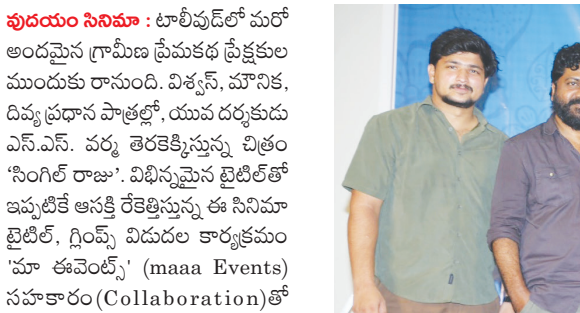 వుదయం సినిమా : టాలీవుడ్‌లో మరో
అందమైన గ్రామీణ ప్రేమకథ ప్రేక్షకుల
ముందుకు రానుంది. విశ్వస్, మౌనిక,
దివ్య ప్రధాన పాత్రల్లో, యువ దర్శకుడు
ఎస్.ఎస్. వర్మ తెరకెక్కిస్తున్న చిత్రం
‘సింగిల్ రాజు’. విభిన్నమైన టైటిల్‌తో
ఇప్పటికే ఆసక్తి రేకెత్తిస్తున్న ఈ సినిమా
టైటిల్, గ్లింప్స్ విడుదల కార్యక్రమం
'మా ఈవెంట్స్' (maaa Events)
సహకారం(Collaboration)తో